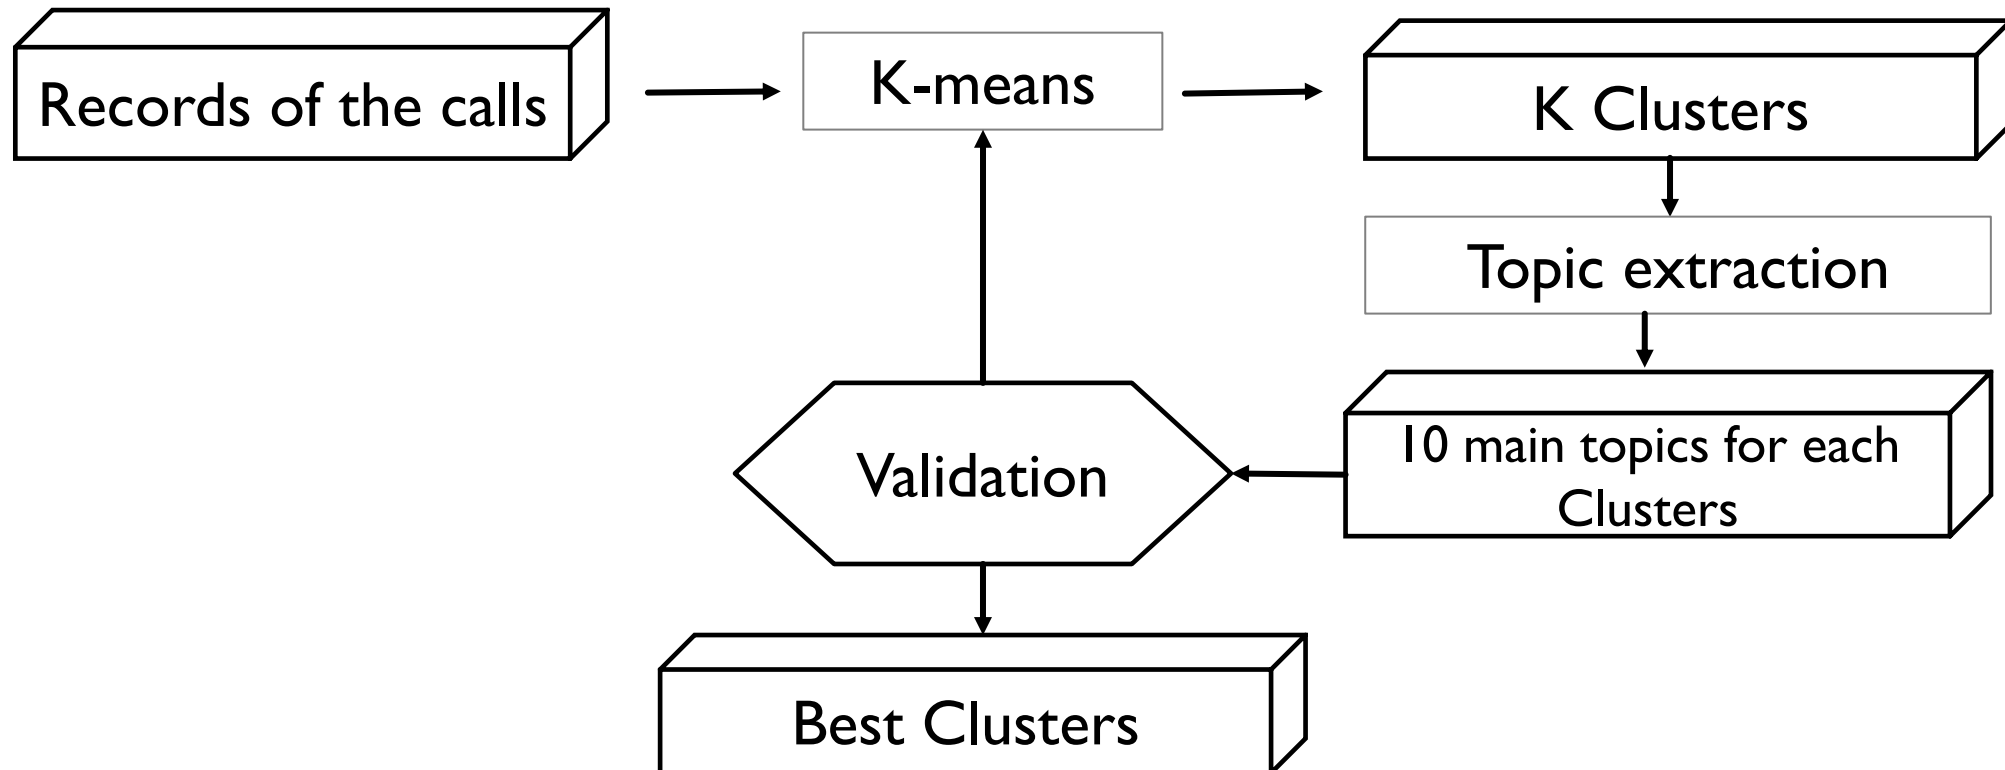 Records of the calls
K-means
K Clusters
Topic extraction
10 main topics for each
Clusters
Validation
Best Clusters